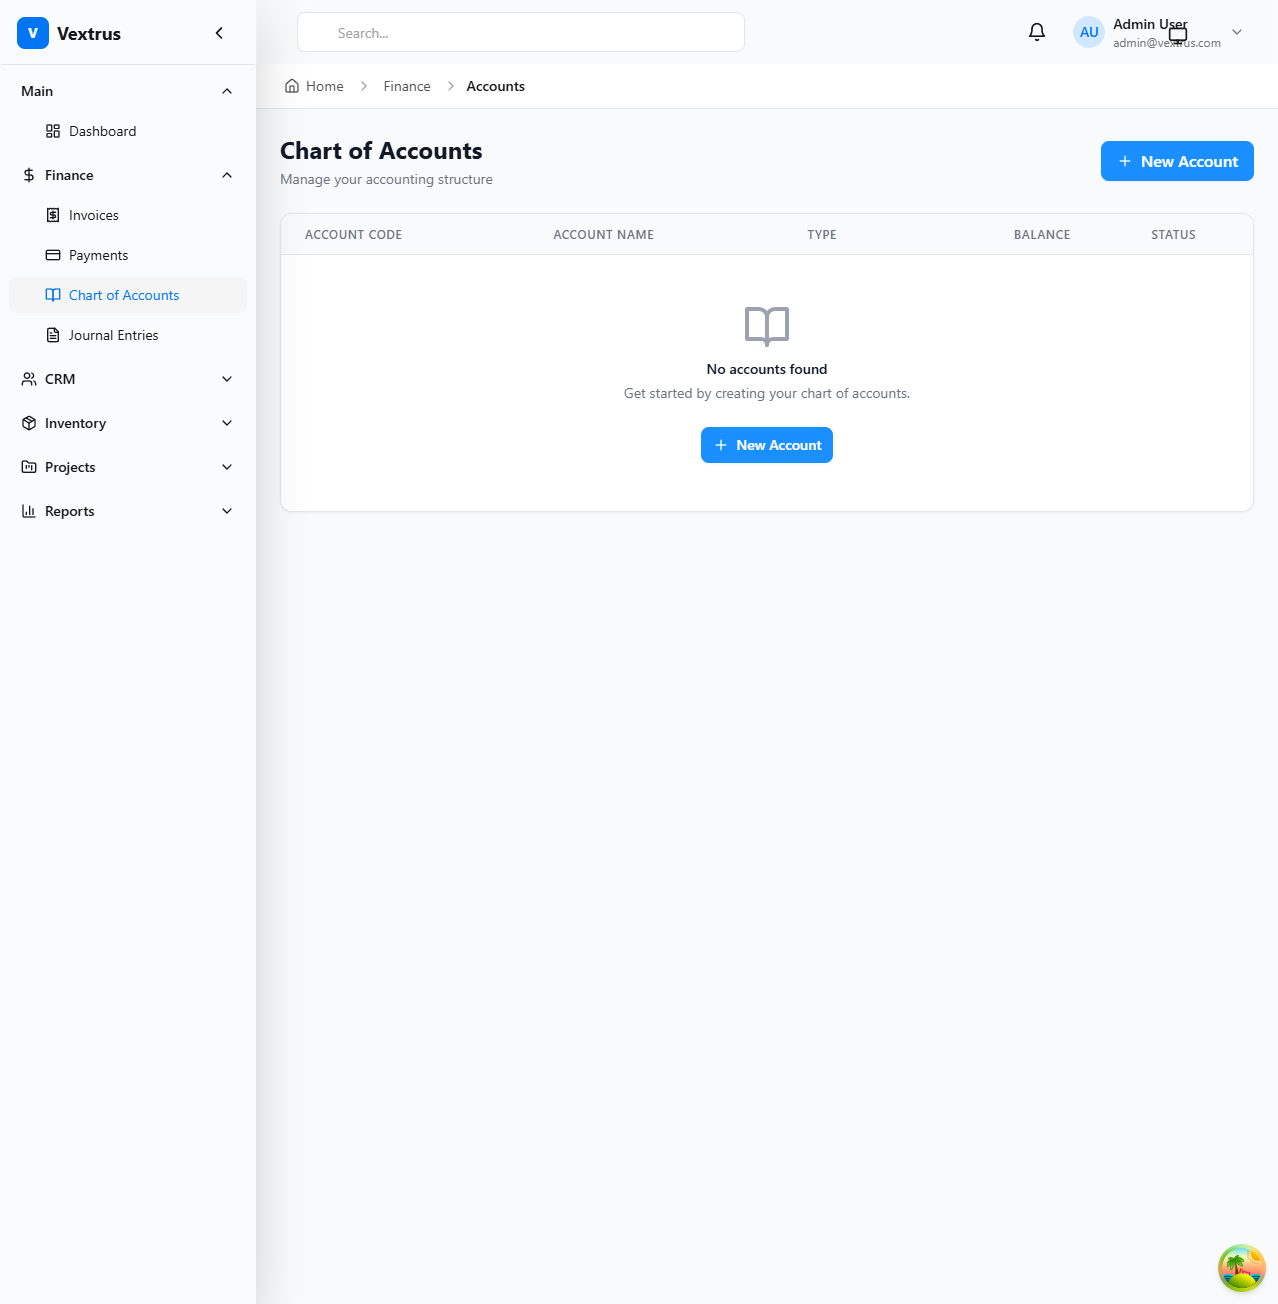 V Vextrus
Search...
AU
Admin User
admin@vextrus.com
Main
Dashboard
Finance
Invoices
Payments
Chart of Accounts
Journal Entries
CRM
Inventory
Projects
Reports
Home Finance Accounts
Chart of Accounts
Manage your accounting structure
New Account
ACCOUNT CODE ACCOUNT NAME TYPE BALANCE STATUS
No accounts found
Get started by creating your chart of accounts.
New Account